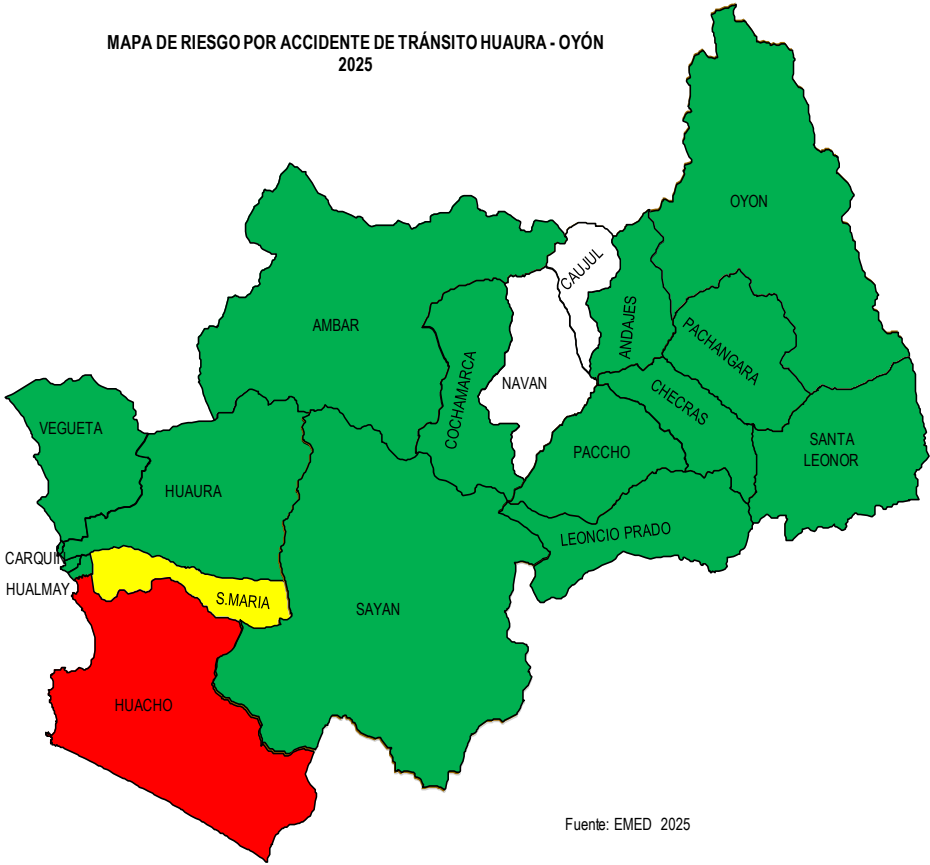 MAPA DE RIESGO POR ACCIDENTE DE TRÁNSITO HUAURA - OYÓN
2025
OYON
CAUJUL
AMBAR
ANDAJES
PACHANGARA
COCHAMARCA
NAVAN
CHECRAS
VEGUETA
SANTA
LEONOR
PACCHO
HUAURA
LEONCIO PRADO
CARQUIN
HUALMAY
S.MARIA
SAYAN
HUACHO
Fuente: EMED 2025